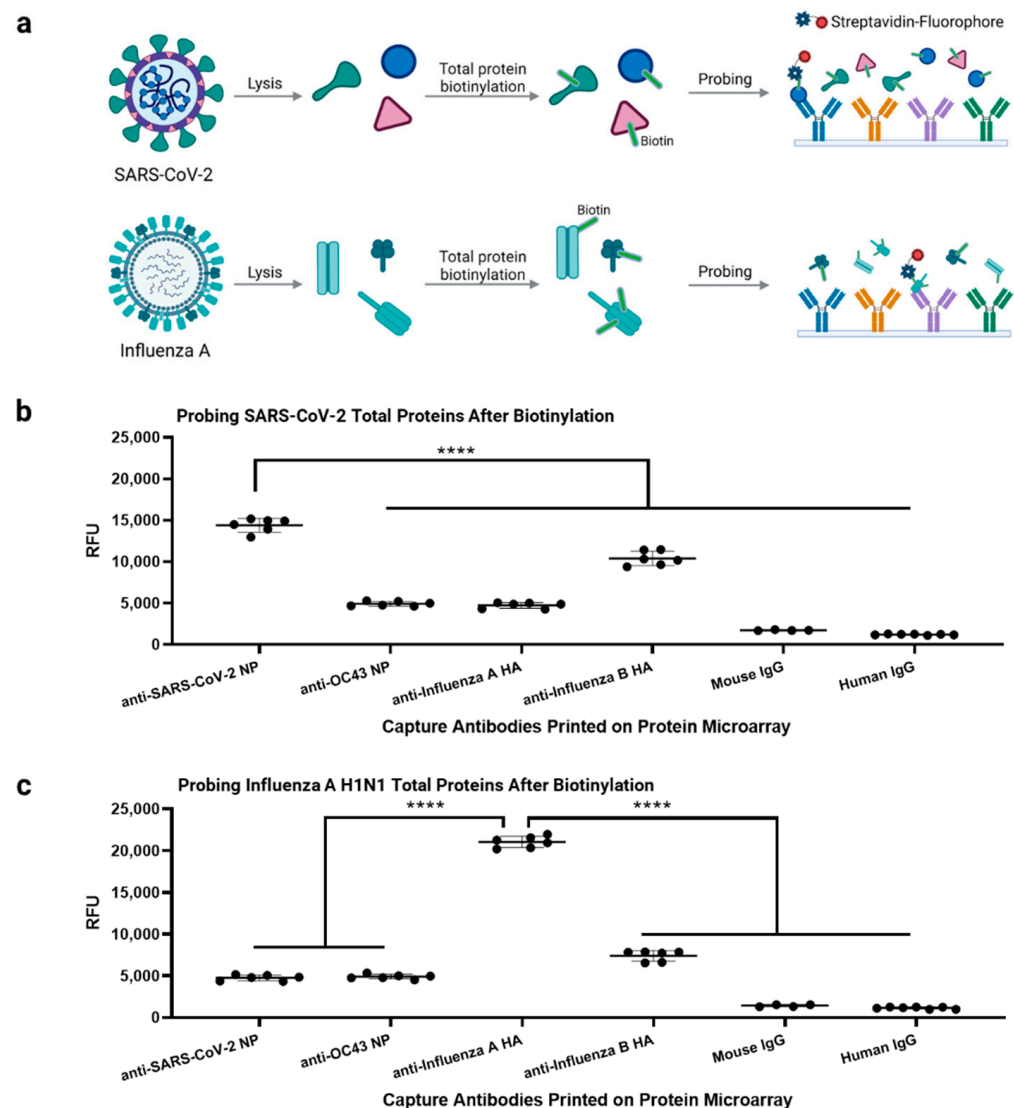 a
Streptavidin-Fluorophore
Lysis
Total protein
biotinylation
Probing
Biotin
SARS-CoV-2
Biotin
Lysis
Total protein
biotinylation
Probing
Influenza A
b
Probing SARS-CoV-2 Total Proteins After Biotinylation
25,000
****
20,000
15,000
RFU
10,000
5,000
0
anti-SARS-CoV-2 NP
anti-OC43 NP
anti-Influenza A HA
anti-Influenza B HA
Mouse IgG
Human IgG
Capture Antibodies Printed on Protein Microarray
c
Probing Influenza A H1N1 Total Proteins After Biotinylation
25,000
****
****
20,000
15,000
RFU
10,000
5,000
0
anti-SARS-CoV-2 NP
anti-OC43 NP
anti-Influenza A HA
anti-Influenza B HA
Mouse IgG
Human IgG
Capture Antibodies Printed on Protein Microarray